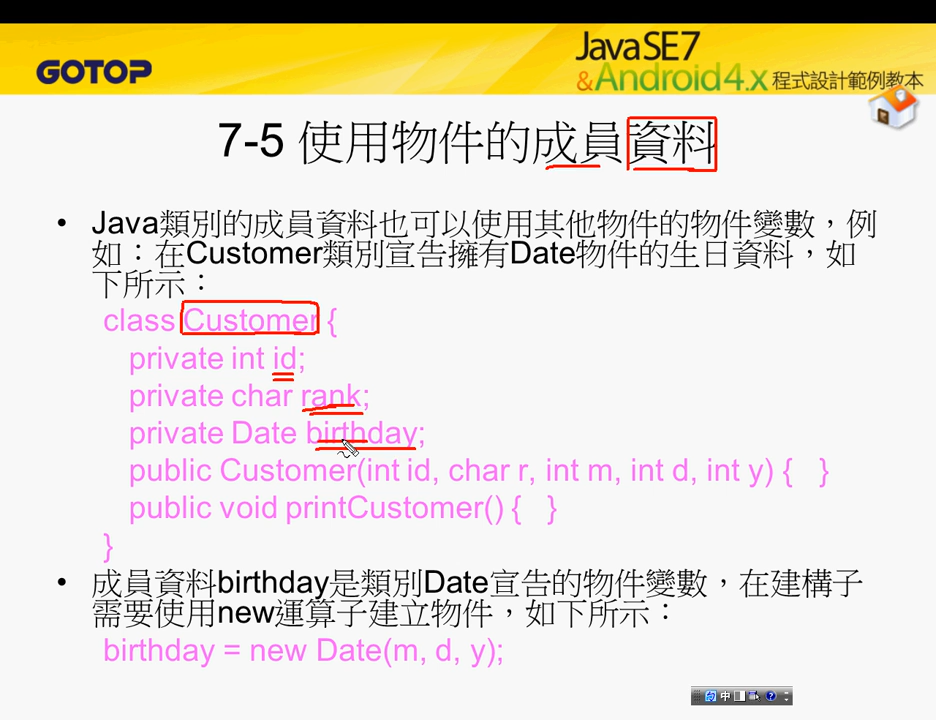 GOTOP
JavaSE7
&Android4.x 程式設計範例教本
7-5 使用物件的成員資料
• Java類別的成員資料也可以使用其他物件的物件變數，例
如：在Customer類別宣告擁有Date物件的生日資料，如
下所示：
class Customer {
private int id;
private char rank;
private Date birthday;
public Customer(int id, char r, int m, int d, int y) { }
public void printCustomer() { }
}
• 成員資料birthday是類別Date宣告的物件變數，在建構子
需要使用new運算子建立物件，如下所示：
birthday = new Date(m, d, y);
中